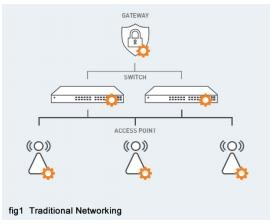 GATEWAY
SWITCH
ACCESS POINT
fig1 Traditional Networking